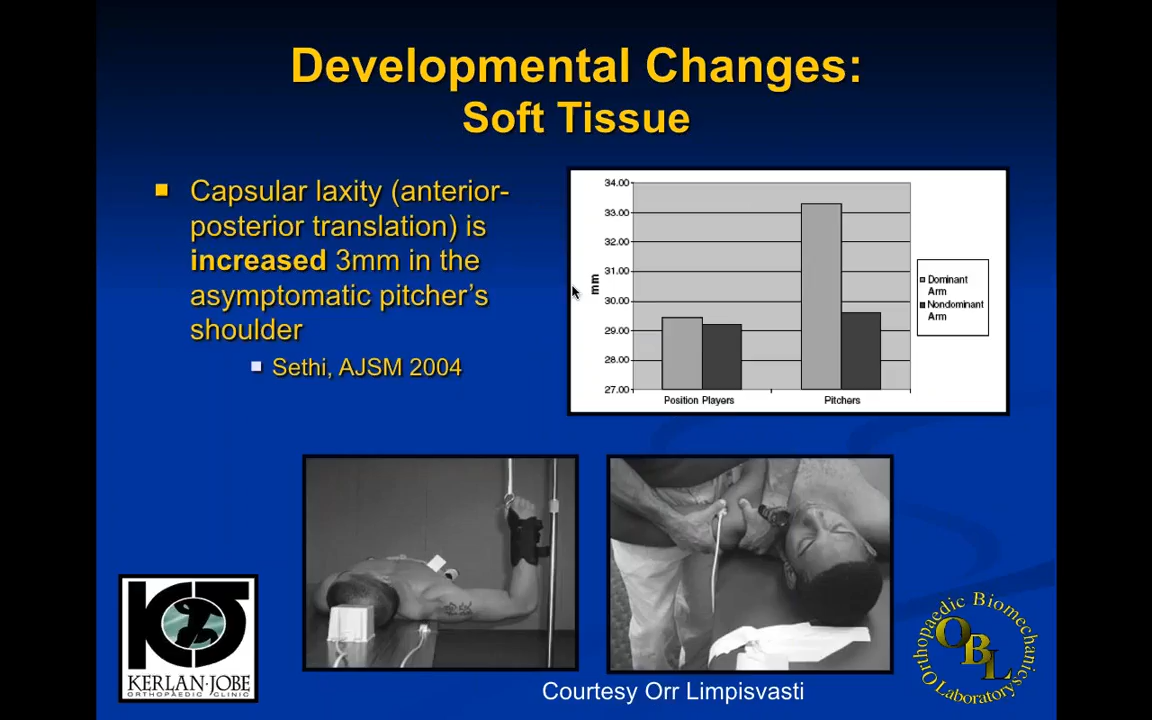 Developmental Changes:
Soft Tissue
Capsular laxity (anterior-
posterior translation) is
increased 3mm in the
asymptomatic pitcher’s
shoulder
Sethi, AJSM 2004
34.00
33.00
32.00
31.00
30.00
29.00
28.00
27.00
mm
Position Players
Pitchers
Dominant
Arm
Nondominant
Arm
KERLAN·JOBE
ORTHOPAEDIC CLINIC
Courtesy Orr Limpisvasti
Orthopaedic Biomechanics
OBL
Laboratory